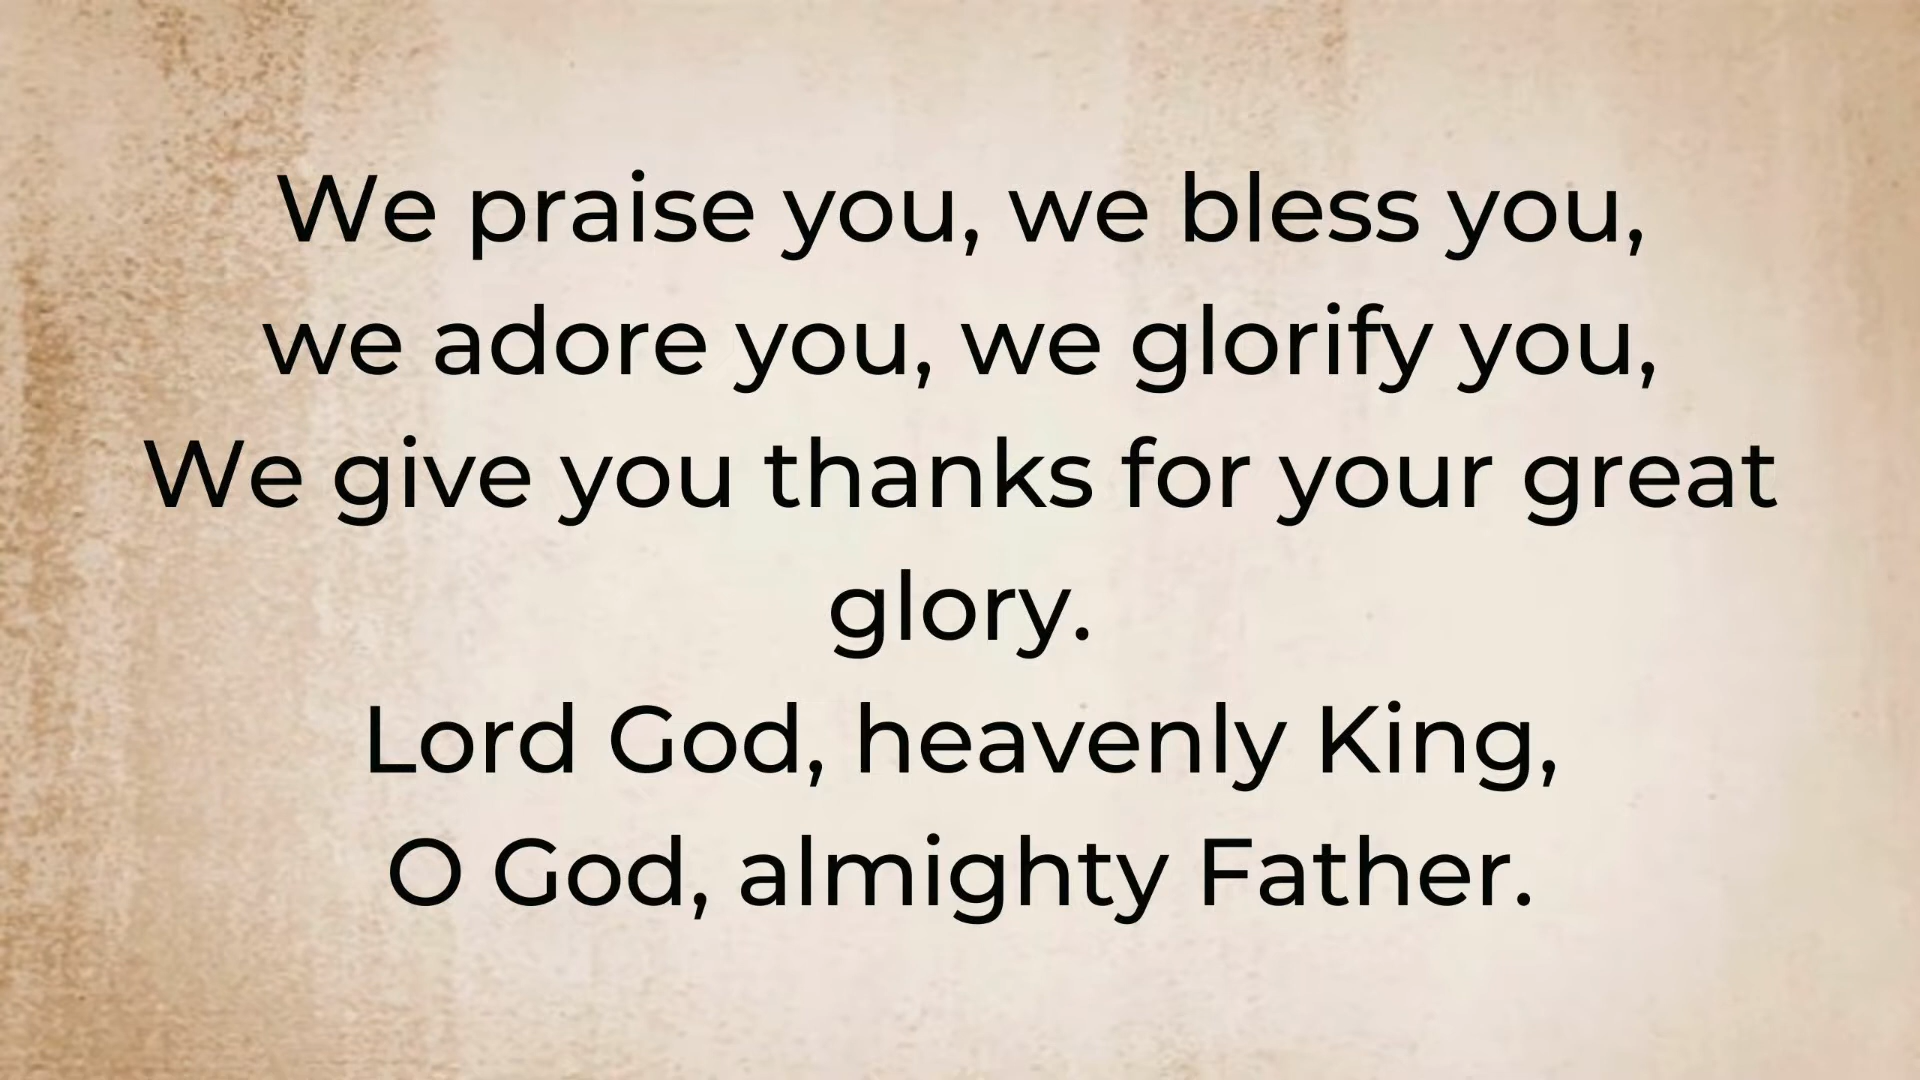 We praise you, we bless you,
we adore you, we glorify you,
We give you thanks for your great
glory.
Lord God, heavenly King,
O God, almighty Father.